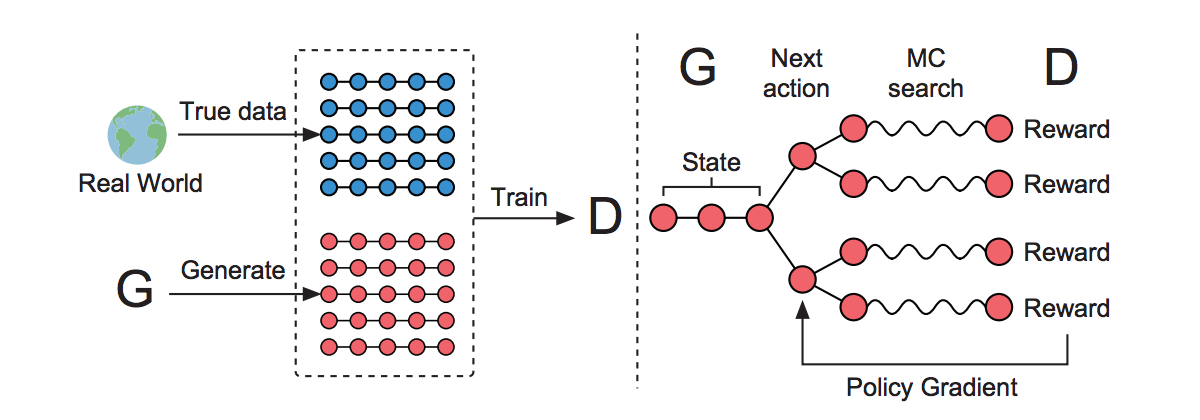 True data
Real World
G
Generate
Train
D
G
Next
action
MC
search
D
State
Reward
Reward
Reward
Reward
Policy Gradient